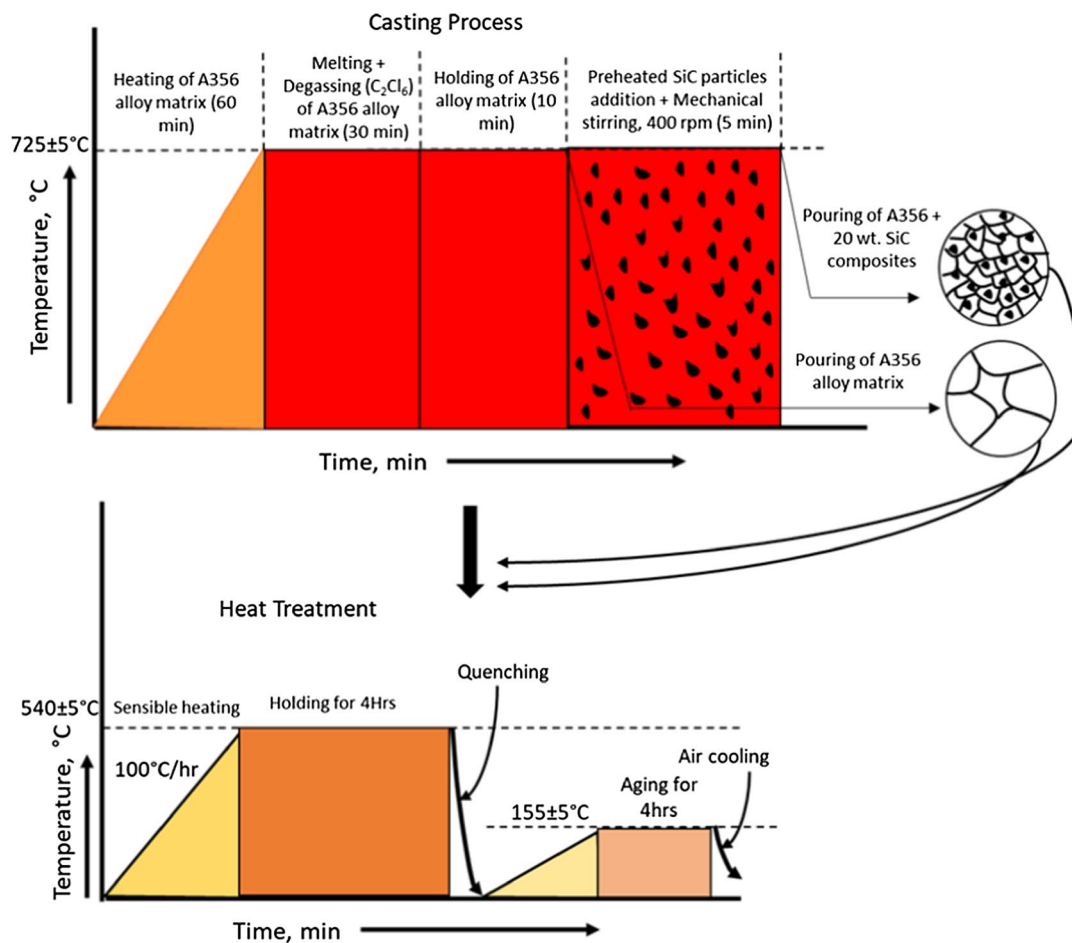 Casting Process
Heating of A356
alloy matrix (60
min)
Melting +
Degassing (C₂Cl₆)
of A356 alloy
matrix (30 min)
Holding of A356
alloy matrix (10
min)
Preheated SiC particles
addition + Mechanical
stirring, 400 rpm (5 min)
725±5°C
Temperature, °C
Pouring of A356 +
20 wt. SiC
composites
Pouring of A356
alloy matrix
Time, min
Heat Treatment
Quenching
540±5°C
Sensible heating
Holding for 4Hrs
Temperature, °C
100°C/hr
Air cooling
155±5°C
Aging for
4hrs
Time, min